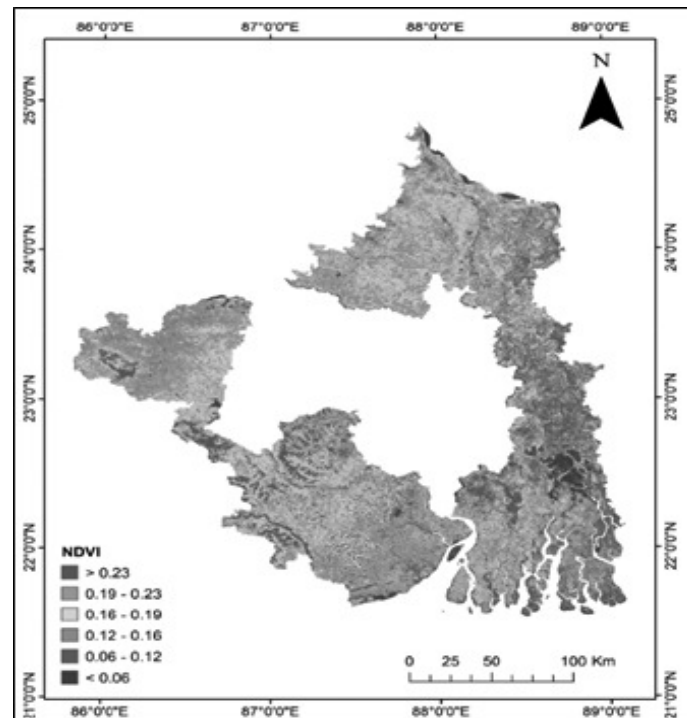 86°0'0"E 87°0'0"E 88°0'0"E 89°0'0"E
N
25°0'0"N 25°0'0"N
24°0'0"N 24°0'0"N
23°0'0"N 23°0'0"N
22°0'0"N 22°0'0"N
21°0'0"N 21°0'0"N
NDVI
> 0.23
0.19 - 0.23
0.16 - 0.19
0.12 - 0.16
0.06 - 0.12
< 0.06
0 25 50 100 Km
86°0'0"E 87°0'0"E 88°0'0"E 89°0'0"E